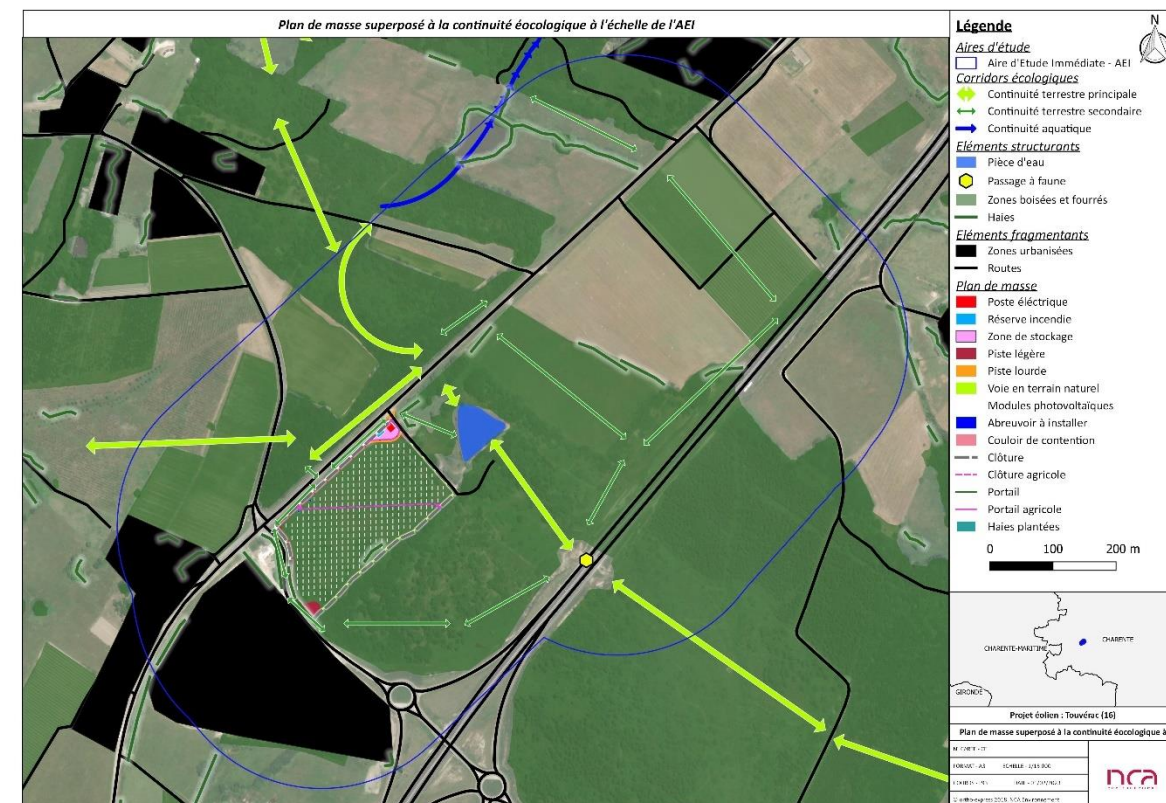 Plan de masse superposé à la continuité éocologique à l'échelle de l'AEI
Légende
N
Aires d'étude
Aire d'Etude Immédiate - AEI
Corridors écologiques
Continuité terrestre principale
Continuité terrestre secondaire
Continuité aquatique
Eléments structurants
Pièce d'eau
Passage à faune
Zones boisées et fourrés
Haies
Eléments fragmentants
Zones urbanisées
Routes
Plan de masse
Poste éléctrique
Réserve incendie
Zone de stockage
Piste légère
Piste lourde
Voie en terrain naturel
Modules photovoltaïques
Abreuvoir à installer
Couloir de contention
Clôture
Clôture agricole
Portail
Portail agricole
Haies plantées
0 100 200 m
CHARENTE-MARITIME
CHARENTE
GIRONDE
Projet éolien : Touvérac (16)
Plan de masse superposé à la continuité éocologique à
nca